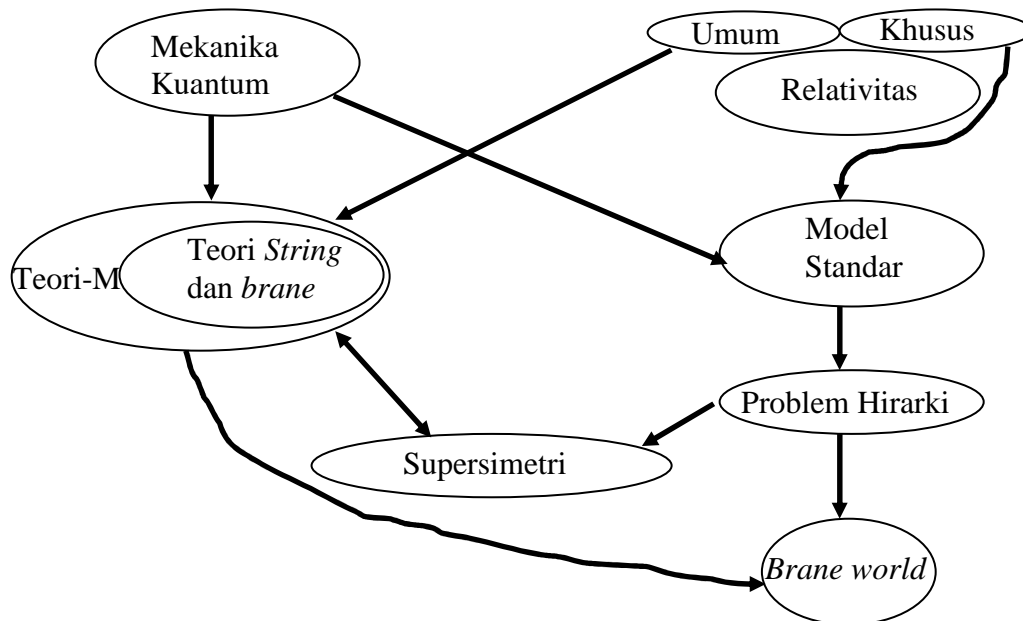 Mekanika
Kuantum
Umum
Khusus
Relativitas
Teori-M
Teori String
dan brane
Model
Standar
Problem Hirarki
Supersimetri
Brane world